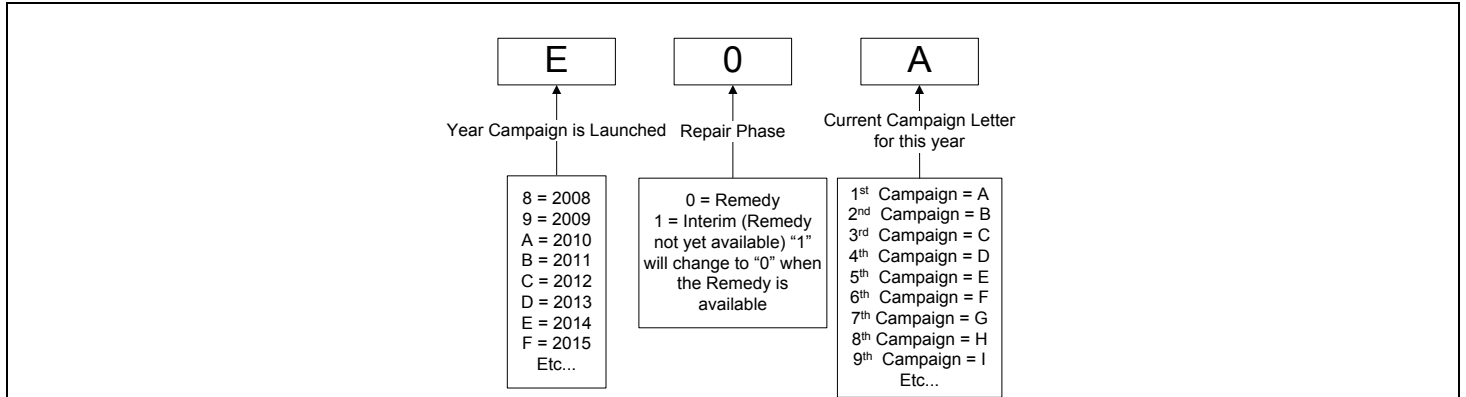 E 0 A
Year Campaign is Launched
Repair Phase
Current Campaign Letter
for this year
8 = 2008
9 = 2009
A = 2010
B = 2011
C = 2012
D = 2013
E = 2014
F = 2015
Etc...
0 = Remedy
1 = Interim (Remedy
not yet available) “1”
will change to “0” when
the Remedy is
available
1st Campaign = A
2nd Campaign = B
3rd Campaign = C
4th Campaign = D
5th Campaign = E
6th Campaign = F
7th Campaign = G
8th Campaign = H
9th Campaign = I
Etc...